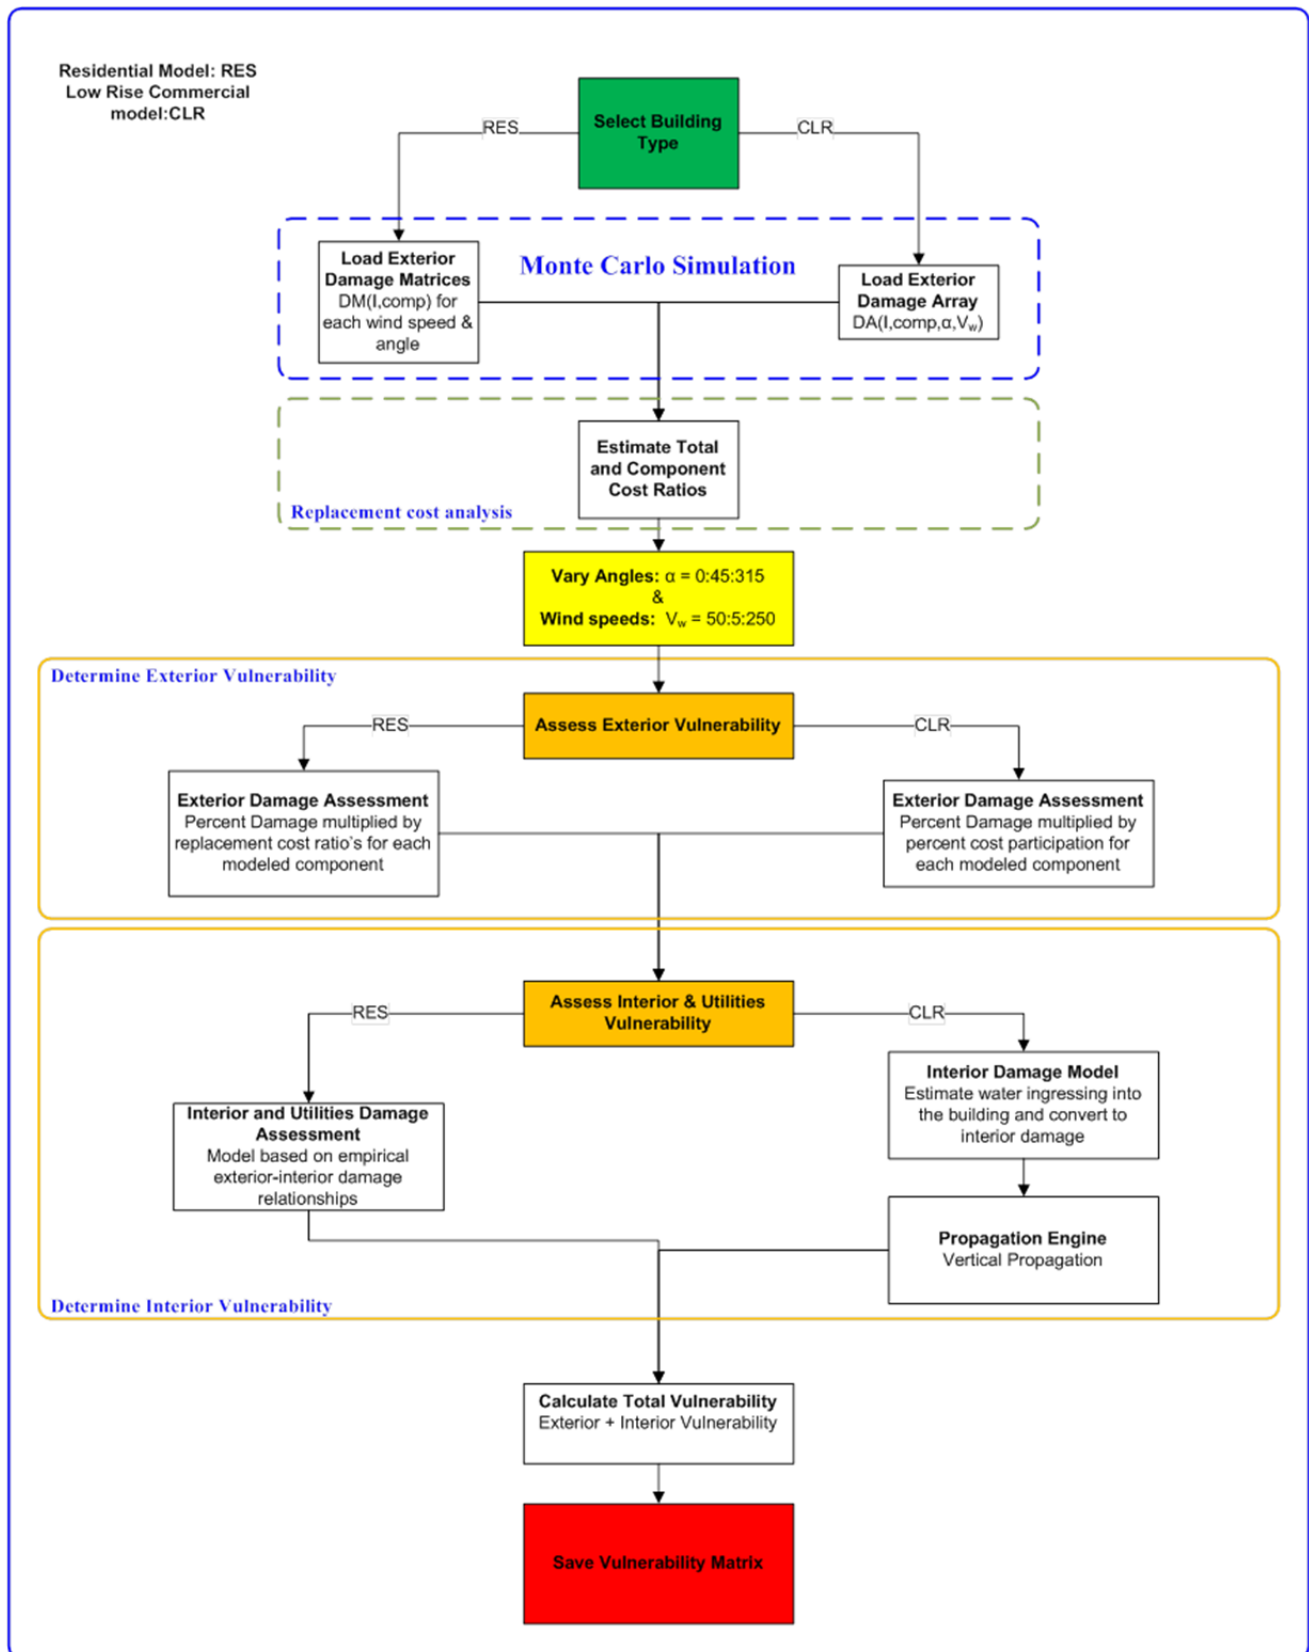 Residential Model: RES
Low Rise Commercial
model:CLR
Select Building
Type
RES
CLR
Monte Carlo Simulation
Load Exterior
Damage Matrices
DM(I,comp) for
each wind speed &
angle
Load Exterior
Damage Array
DA(I,comp,α,Vw)
Estimate Total
and Component
Cost Ratios
Replacement cost analysis
Vary Angles: α = 0:45:315
&
Wind speeds: Vw = 50:5:250
Determine Exterior Vulnerability
Assess Exterior Vulnerability
RES
CLR
Exterior Damage Assessment
Percent Damage multiplied by
replacement cost ratio's for each
modeled component
Exterior Damage Assessment
Percent Damage multiplied by
percent cost participation for
each modeled component
Assess Interior & Utilities
Vulnerability
RES
CLR
Interior and Utilities Damage
Assessment
Model based on empirical
exterior-interior damage
relationships
Interior Damage Model
Estimate water ingressing into
the building and convert to
interior damage
Propagation Engine
Vertical Propagation
Determine Interior Vulnerability
Calculate Total Vulnerability
Exterior + Interior Vulnerability
Save Vulnerability Matrix